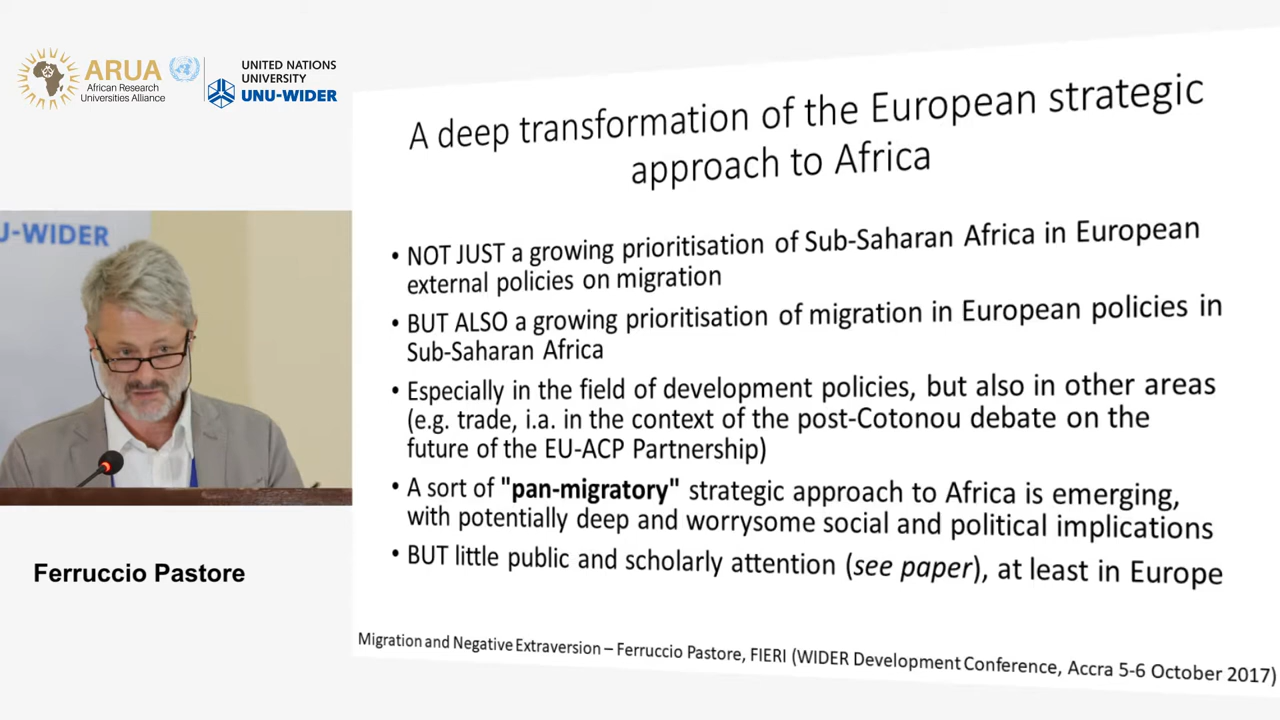 ARUA
African Research
Universities Alliance
UNITED NATIONS
UNIVERSITY
UNU-WIDER
A deep transformation of the European strategic
approach to Africa
• NOT JUST a growing prioritisation of Sub-Saharan Africa in European
external policies on migration
• BUT ALSO a growing prioritisation of migration in European policies in
Sub-Saharan Africa
• Especially in the field of development policies, but also in other areas
(e.g. trade, i.a. in the context of the post-Cotonou debate on the
future of the EU-ACP Partnership)
• A sort of "pan-migratory" strategic approach to Africa is emerging,
with potentially deep and worrysome social and political implications
• BUT little public and scholarly attention (see paper), at least in Europe
Migration and Negative Extraversion – Ferruccio Pastore, FIERI (WIDER Development Conference, Accra 5-6 October 2017)
U-WIDER
Ferruccio Pastore